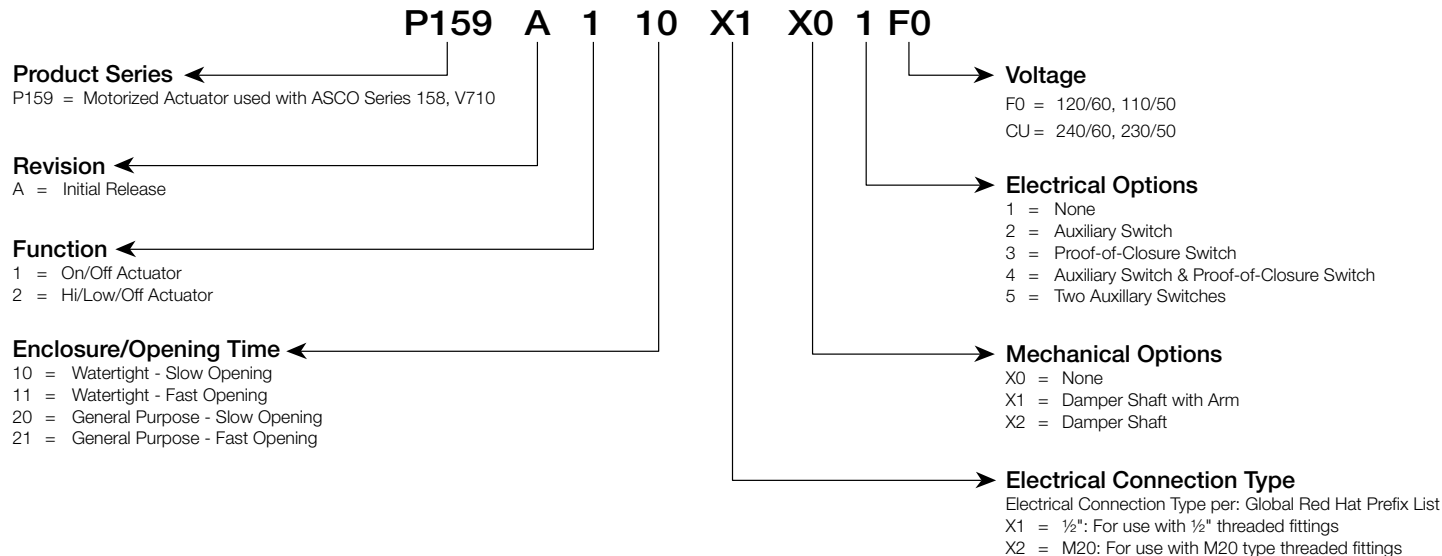 P159 A 1 10 X1 X0 1 F0
Product Series
P159 = Motorized Actuator used with ASCO Series 158, V710
Revision
A = Initial Release
Function
1 = On/Off Actuator
2 = Hi/Low/Off Actuator
Enclosure/Opening Time
10 = Watertight - Slow Opening
11 = Watertight - Fast Opening
20 = General Purpose - Slow Opening
21 = General Purpose - Fast Opening
Voltage
F0 = 120/60, 110/50
CU = 240/60, 230/50
Electrical Options
1 = None
2 = Auxiliary Switch
3 = Proof-of-Closure Switch
4 = Auxiliary Switch & Proof-of-Closure Switch
5 = Two Auxillary Switches
Mechanical Options
X0 = None
X1 = Damper Shaft with Arm
X2 = Damper Shaft
Electrical Connection Type
Electrical Connection Type per: Global Red Hat Prefix List
X1 = ½": For use with ½" threaded fittings
X2 = M20: For use with M20 type threaded fittings